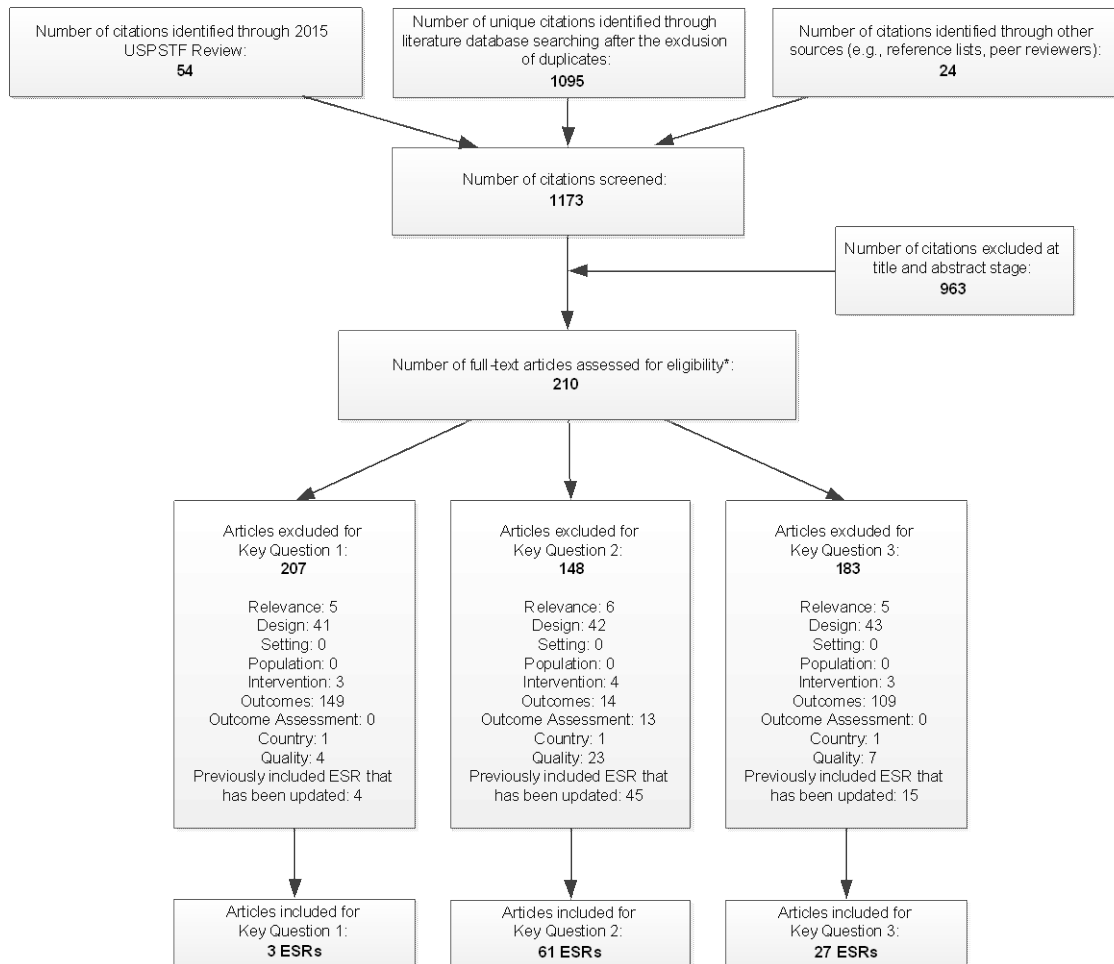 Number of citations identified through 2015
USPSTF Review:
54
Number of unique citations identified through
literature database searching after the exclusion
of duplicates:
1095
Number of citations identified through other
sources (e.g., reference lists, peer reviewers):
24
Number of citations screened:
1173
Number of citations excluded at
title and abstract stage:
963
Number of full-text articles assessed for eligibility*:
210
Articles excluded for
Key Question 1:
207
Relevance: 5
Design: 41
Setting: 0
Population: 0
Intervention: 3
Outcomes: 149
Outcome Assessment: 0
Country: 1
Quality: 4
Previously included ESR that
has been updated: 4
Articles excluded for
Key Question 2:
148
Relevance: 6
Design: 42
Setting: 0
Population: 0
Intervention: 4
Outcomes: 14
Outcome Assessment: 13
Country: 1
Quality: 23
Previously included ESR that
has been updated: 45
Articles excluded for
Key Question 3:
183
Relevance: 5
Design: 43
Setting: 0
Population: 0
Intervention: 3
Outcomes: 109
Outcome Assessment: 0
Country: 1
Quality: 7
Previously included ESR that
has been updated: 15
Articles included for
Key Question 1:
3 ESRs
Articles included for
Key Question 2:
61 ESRs
Articles included for
Key Question 3:
27 ESRs